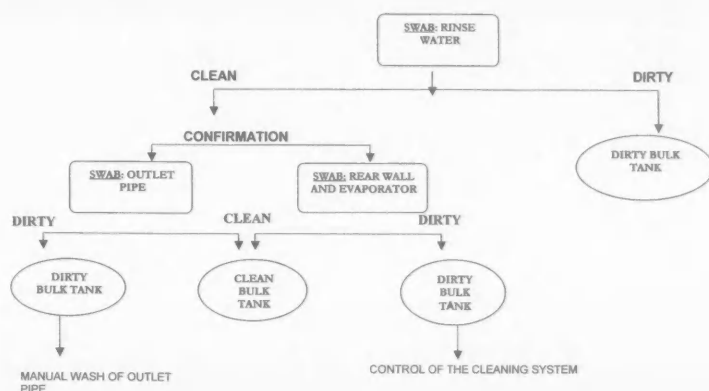 SWAB: RINSE
WATER
CLEAN
DIRTY
CONFIRMATION
DIRTY BULK
TANK
SWAB: OUTLET
PIPE
SWAB: REAR WALL
AND EVAPORATOR
DIRTY
CLEAN
DIRTY
DIRTY
BULK TANK
CLEAN
BULK
TANK
DIRTY
BULK
TANK
MANUAL WASH OF OUTLET
PIPE
CONTROL OF THE CLEANING SYSTEM